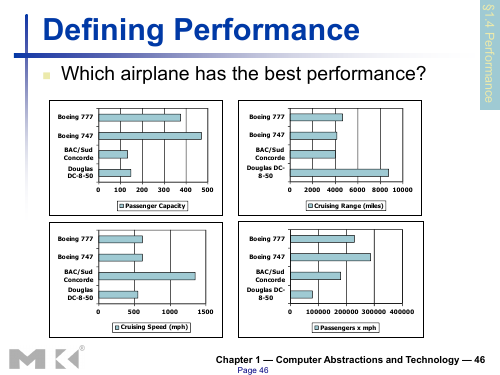 Defining Performance
§1.4 Performance
Which airplane has the best performance?
Boeing 777
Boeing 747
BAC/Sud
Concorde
Douglas
DC-8-50
0 100 200 300 400 500
Passenger Capacity
Boeing 777
Boeing 747
BAC/Sud
Concorde
Douglas DC-
8-50
0 2000 4000 6000 8000 10000
Cruising Range (miles)
Boeing 777
Boeing 747
BAC/Sud
Concorde
Douglas
DC-8-50
0 500 1000 1500
Cruising Speed (mph)
Boeing 777
Boeing 747
BAC/Sud
Concorde
Douglas DC-
8-50
0 100000 200000 300000 400000
Passengers x mph
MK®
Chapter 1 — Computer Abstractions and Technology — 46
Page 46